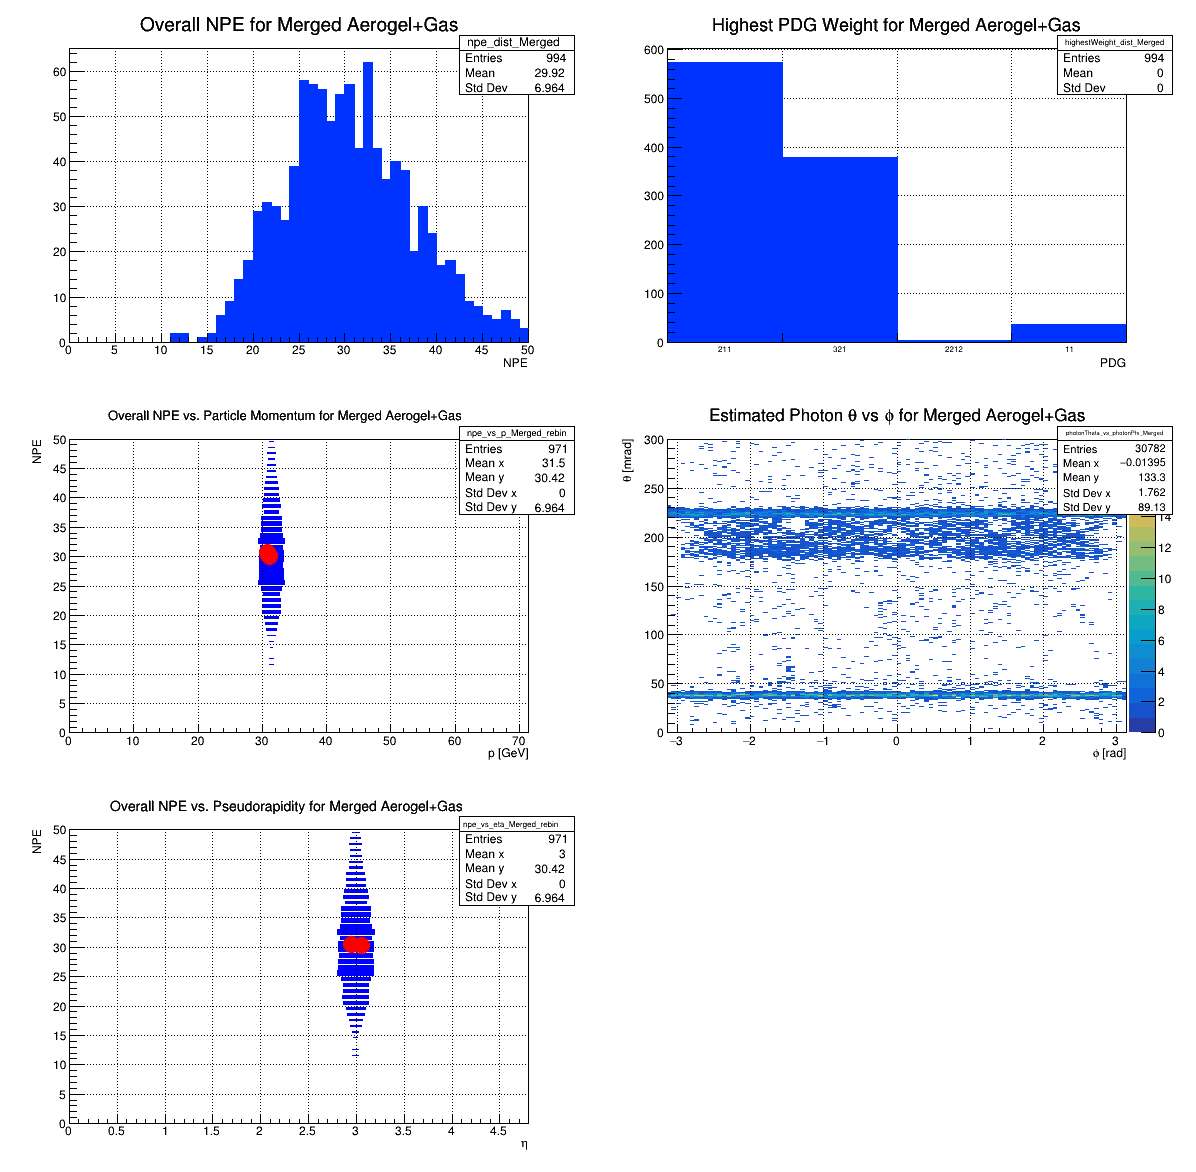 Overall NPE for Merged Aerogel+Gas
npe_dist_Merged
Entries 994
Mean 29.92
Std Dev 6.964
60
50
40
30
20
10
0
0 5 10 15 20 25 30 35 40 45 50
NPE
Highest PDG Weight for Merged Aerogel+Gas
highestWeight_dist_Merged
Entries 994
Mean 0
Std Dev 0
600
500
400
300
200
100
0
211 321 2212 11
PDG
Overall NPE vs. Particle Momentum for Merged Aerogel+Gas
npe_vs_p_Merged_rebin
Entries 971
Mean x 31.5
Mean y 30.42
Std Dev x 0
Std Dev y 6.964
NPE
50
45
40
35
30
25
20
15
10
5
0
0 10 20 30 40 50 60 70
p [GeV]
Estimated Photon θ vs ϕ for Merged Aerogel+Gas
photonTheta_vs_photonPhi_Merged
Entries 30782
Mean x −0.01395
Mean y 133.3
Std Dev x 1.762
Std Dev y 89.13
θ [mrad]
300
250
200
150
100
50
0
−3 −2 −1 0 1 2 3
ϕ [rad]
14
12
10
8
6
4
2
0
Overall NPE vs. Pseudorapidity for Merged Aerogel+Gas
npe_vs_eta_Merged_rebin
Entries 971
Mean x 3
Mean y 30.42
Std Dev x 0
Std Dev y 6.964
NPE
50
45
40
35
30
25
20
15
10
5
0
0 0.5 1 1.5 2 2.5 3 3.5 4 4.5
η